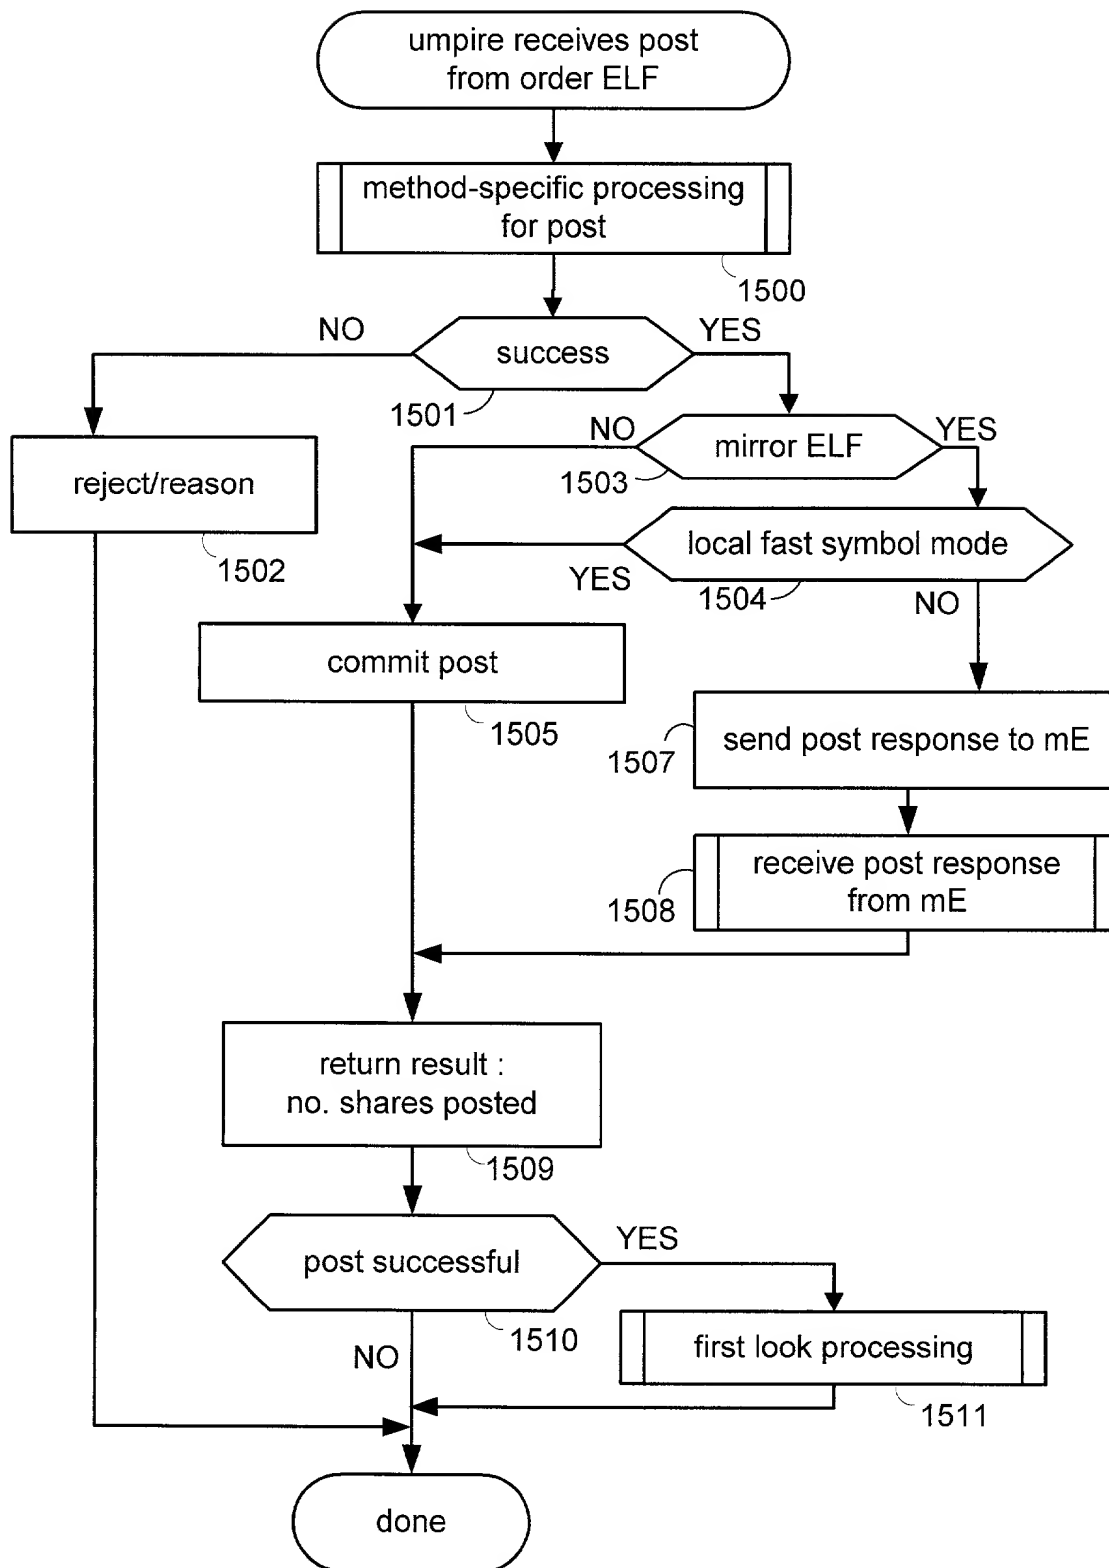 umpire receives post
from order ELF
method-specific processing
for post
1500
NO
YES
success
1501
NO
YES
mirror ELF
1503
reject/reason
1502
local fast symbol mode
YES
1504
NO
commit post
1505
send post response to mE
1507
receive post response
from mE
1508
return result :
no. shares posted
1509
YES
post successful
1510
NO
first look processing
1511
done